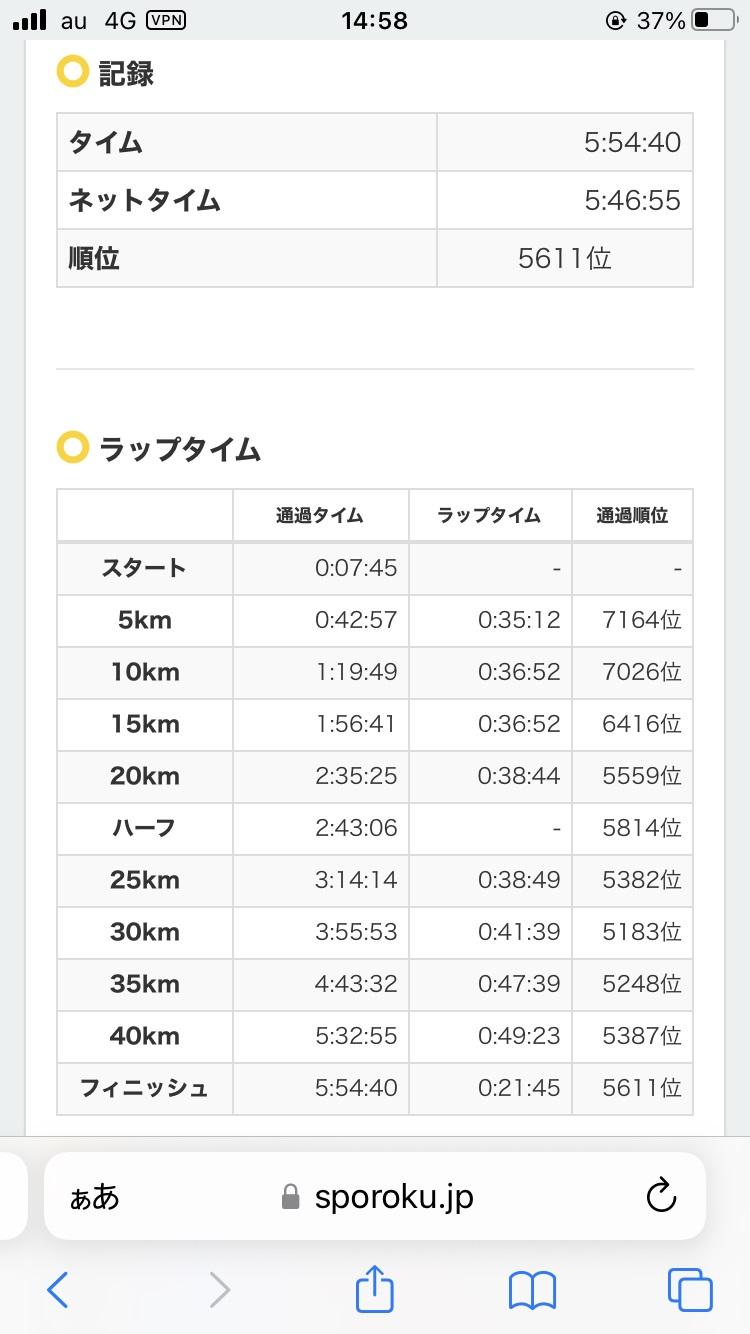 au 4G VPN 14:58 37%
記録
タイム 5:54:40
ネットタイム 5:46:55
順位 5611位
ラップタイム
通過タイム ラップタイム 通過順位
スタート 0:07:45 - -
5km 0:42:57 0:35:12 7164位
10km 1:19:49 0:36:52 7026位
15km 1:56:41 0:36:52 6416位
20km 2:35:25 0:38:44 5559位
ハーフ 2:43:06 - 5814位
25km 3:14:14 0:38:49 5382位
30km 3:55:53 0:41:39 5183位
35km 4:43:32 0:47:39 5248位
40km 5:32:55 0:49:23 5387位
フィニッシュ 5:54:40 0:21:45 5611位
ぁあ sporoku.jp